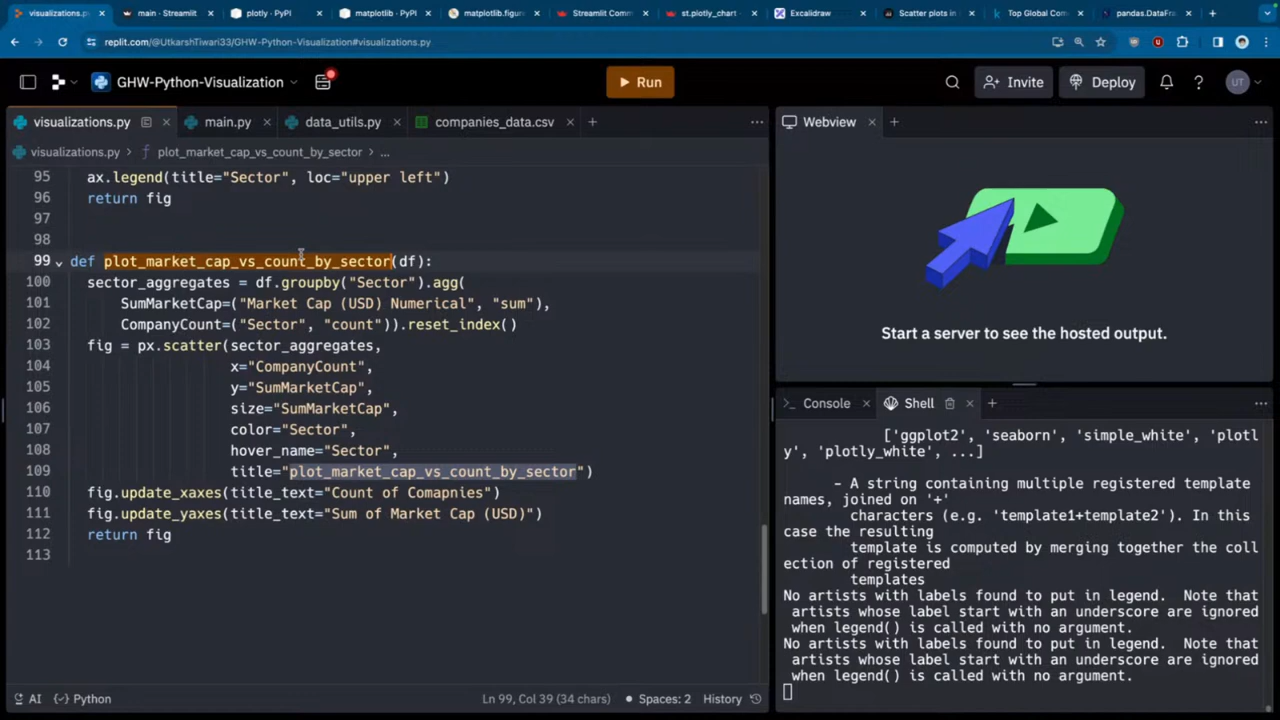 visualizations.py
main · Streamlit
plotly · PyPI
matplotlib · PyPI
matplotlib.figur
Streamlit Comm
st.plotly_chart
Excalidraw
Scatter plots in
Top Global Com
pandas.DataFra
replit.com/@UtkarshTiwari33/GHW-Python-Visualization#visualizations.py
GHW-Python-Visualization
Run
Invite
Deploy
UT
visualizations.py
main.py
data_utils.py
companies_data.csv
Webview
visualizations.py > plot_market_cap_vs_count_by_sector > ...
95 ax.legend(title="Sector", loc="upper left")
96 return fig
97
98
99 def plot_market_cap_vs_count_by_sector(df):
100 sector_aggregates = df.groupby("Sector").agg(
101 SumMarketCap=("Market Cap (USD) Numerical", "sum"),
102 CompanyCount=("Sector", "count")).reset_index()
103 fig = px.scatter(sector_aggregates,
104 x="CompanyCount",
105 y="SumMarketCap",
106 size="SumMarketCap",
107 color="Sector",
108 hover_name="Sector",
109 title="plot_market_cap_vs_count_by_sector")
110 fig.update_xaxes(title_text="Count of Comapnies")
111 fig.update_yaxes(title_text="Sum of Market Cap (USD)")
112 return fig
113
AI
Python
Ln 99, Col 39 (34 chars)
Spaces: 2
History
Start a server to see the hosted output.
Console
Shell
['ggplot2', 'seaborn', 'simple_white', 'plotl
y', 'plotly_white', ...]
- A string containing multiple registered template
names, joined on '+'
characters (e.g. 'template1+template2'). In this
case the resulting
template is computed by merging together the coll
ection of registered
templates
No artists with labels found to put in legend.  Note that
artists whose label start with an underscore are ignored
when legend() is called with no argument.
No artists with labels found to put in legend.  Note that
artists whose label start with an underscore are ignored
when legend() is called with no argument.